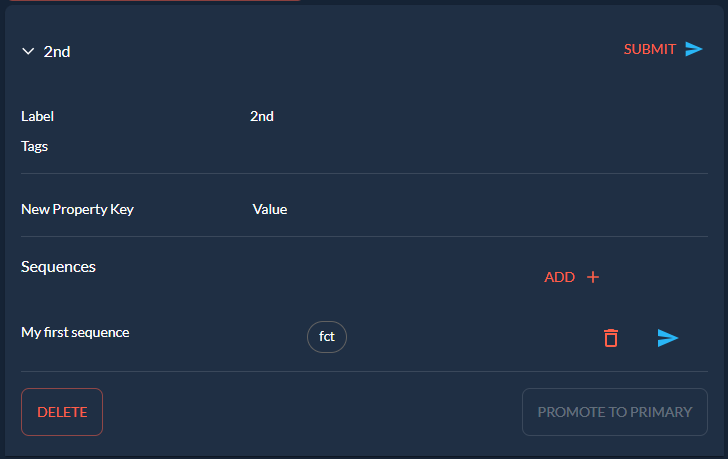 2nd
SUBMIT
Label 2nd
Tags
New Property Key Value
Sequences
ADD +
My first sequence fct
DELETE PROMOTE TO PRIMARY